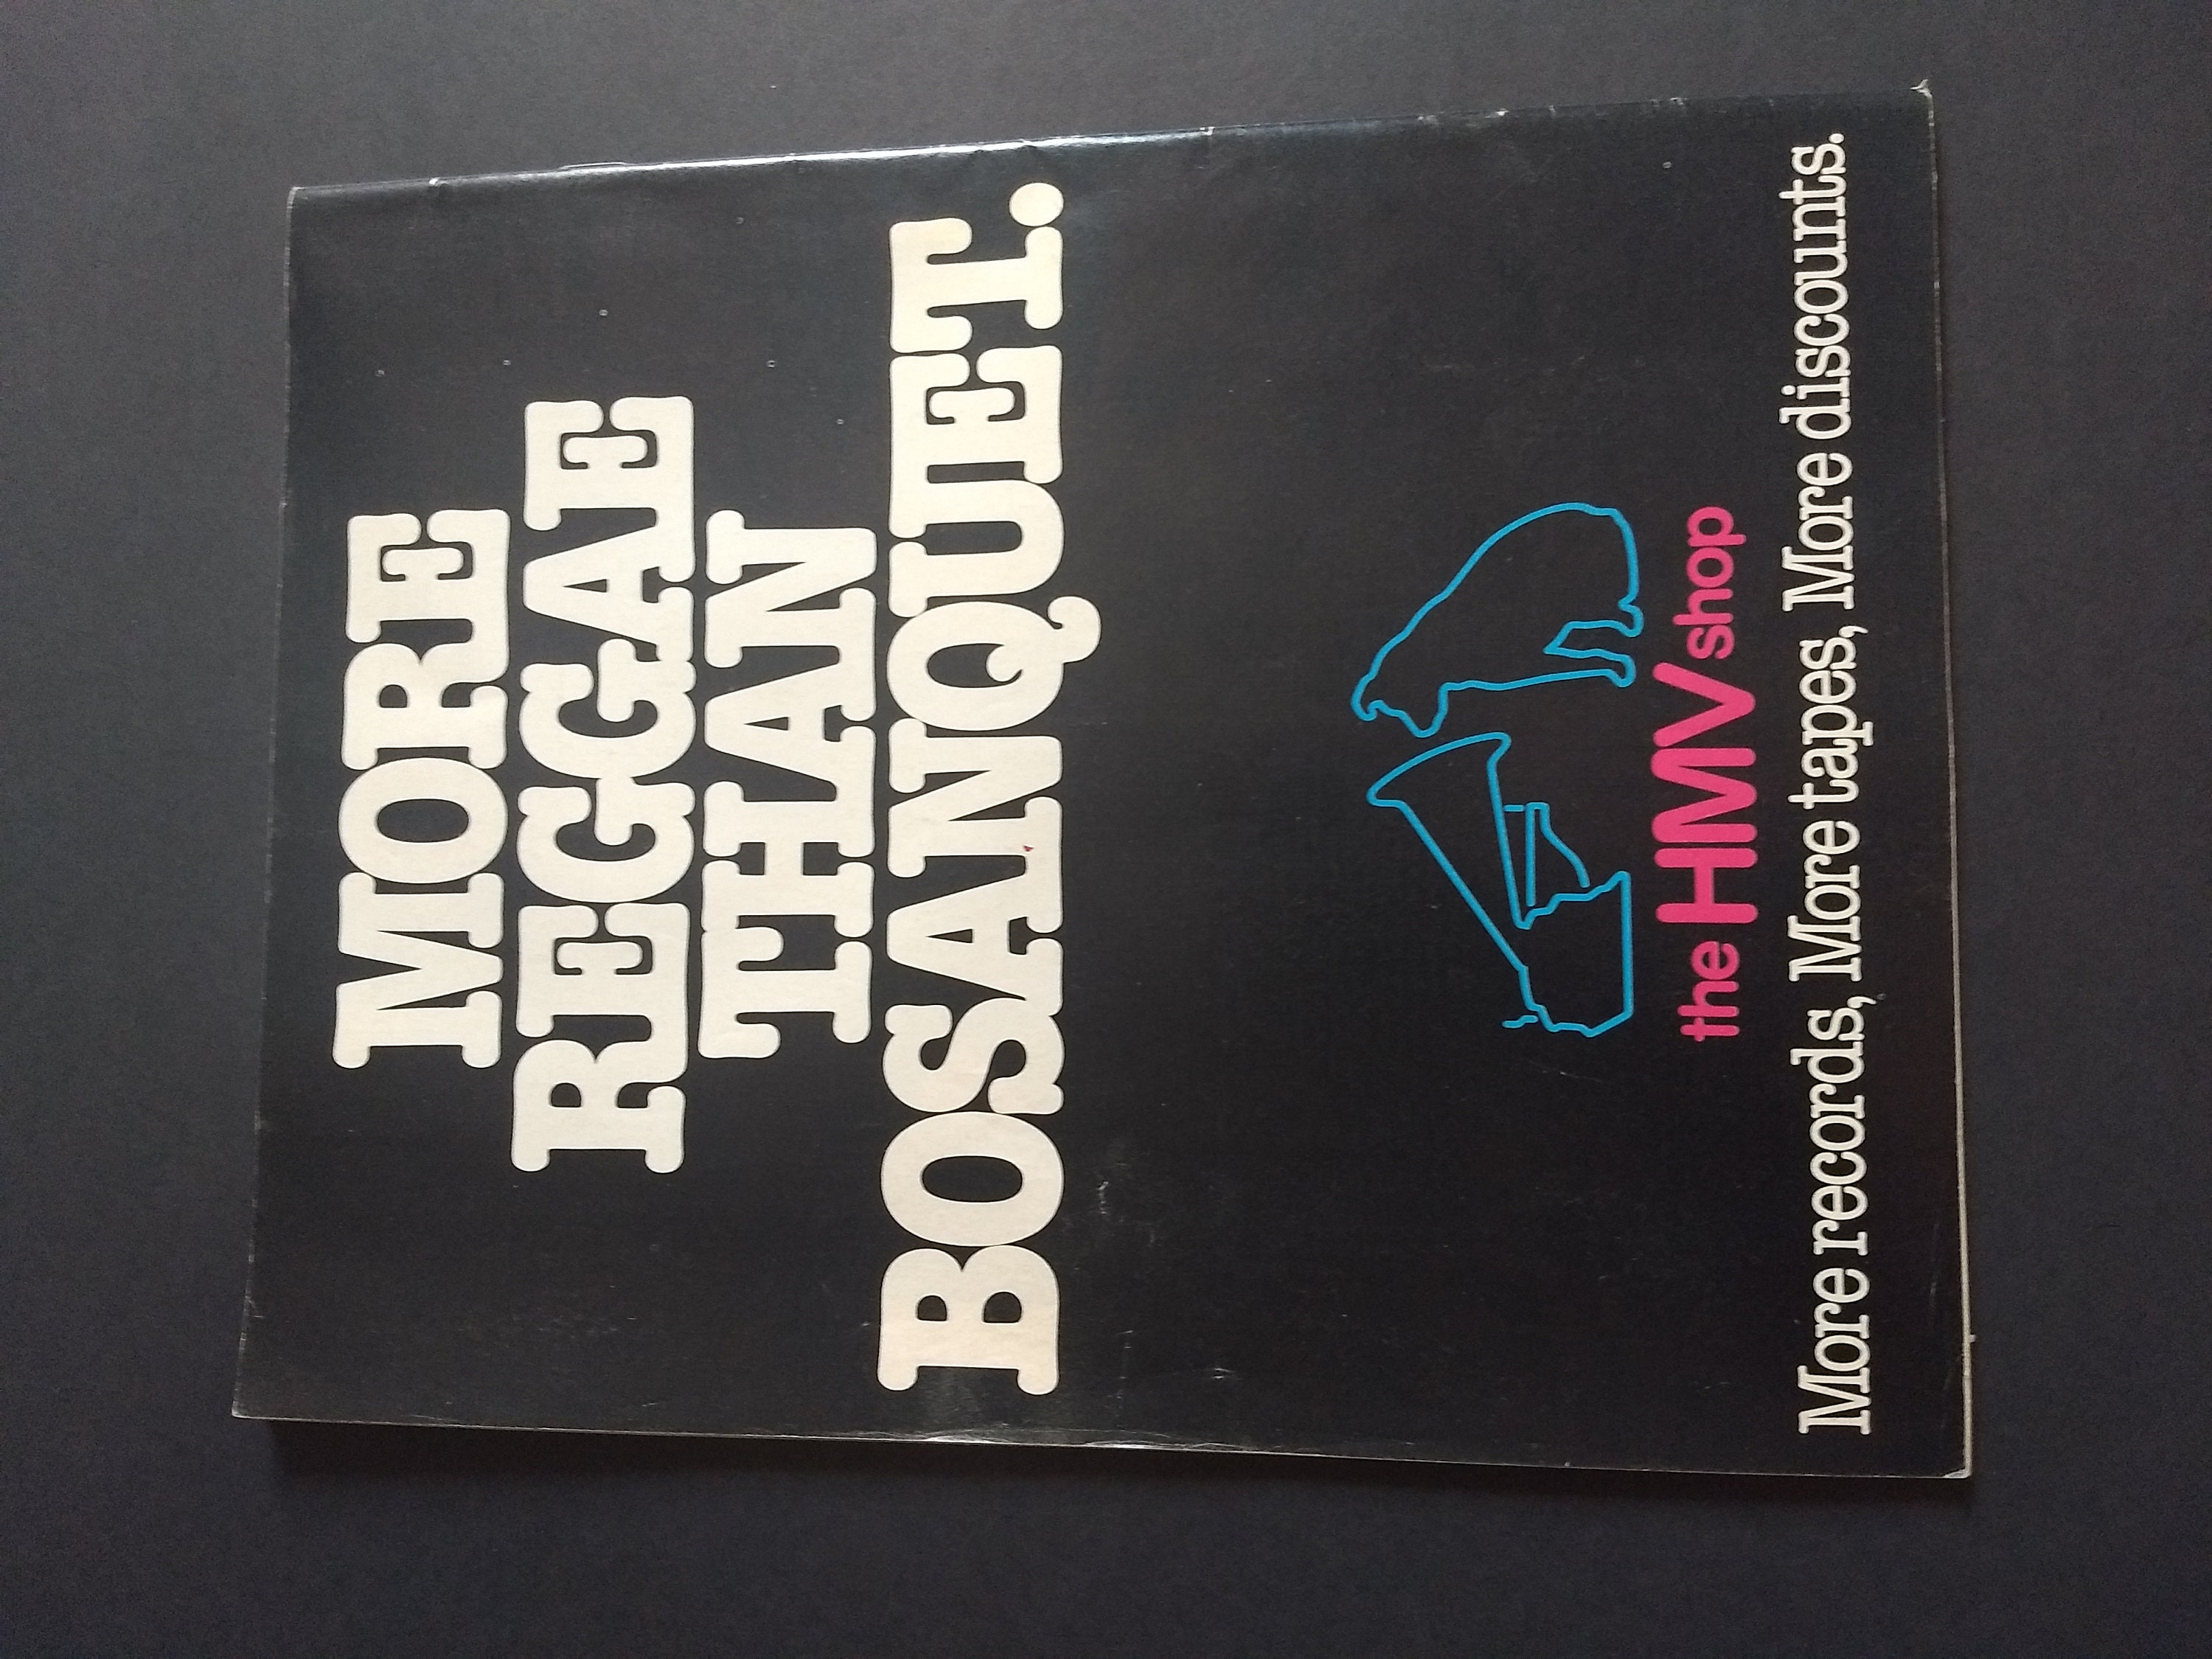 MORE
REGGAE
THAN
BOSANQUET.
the HMV shop
More records, More tapes, More discounts.